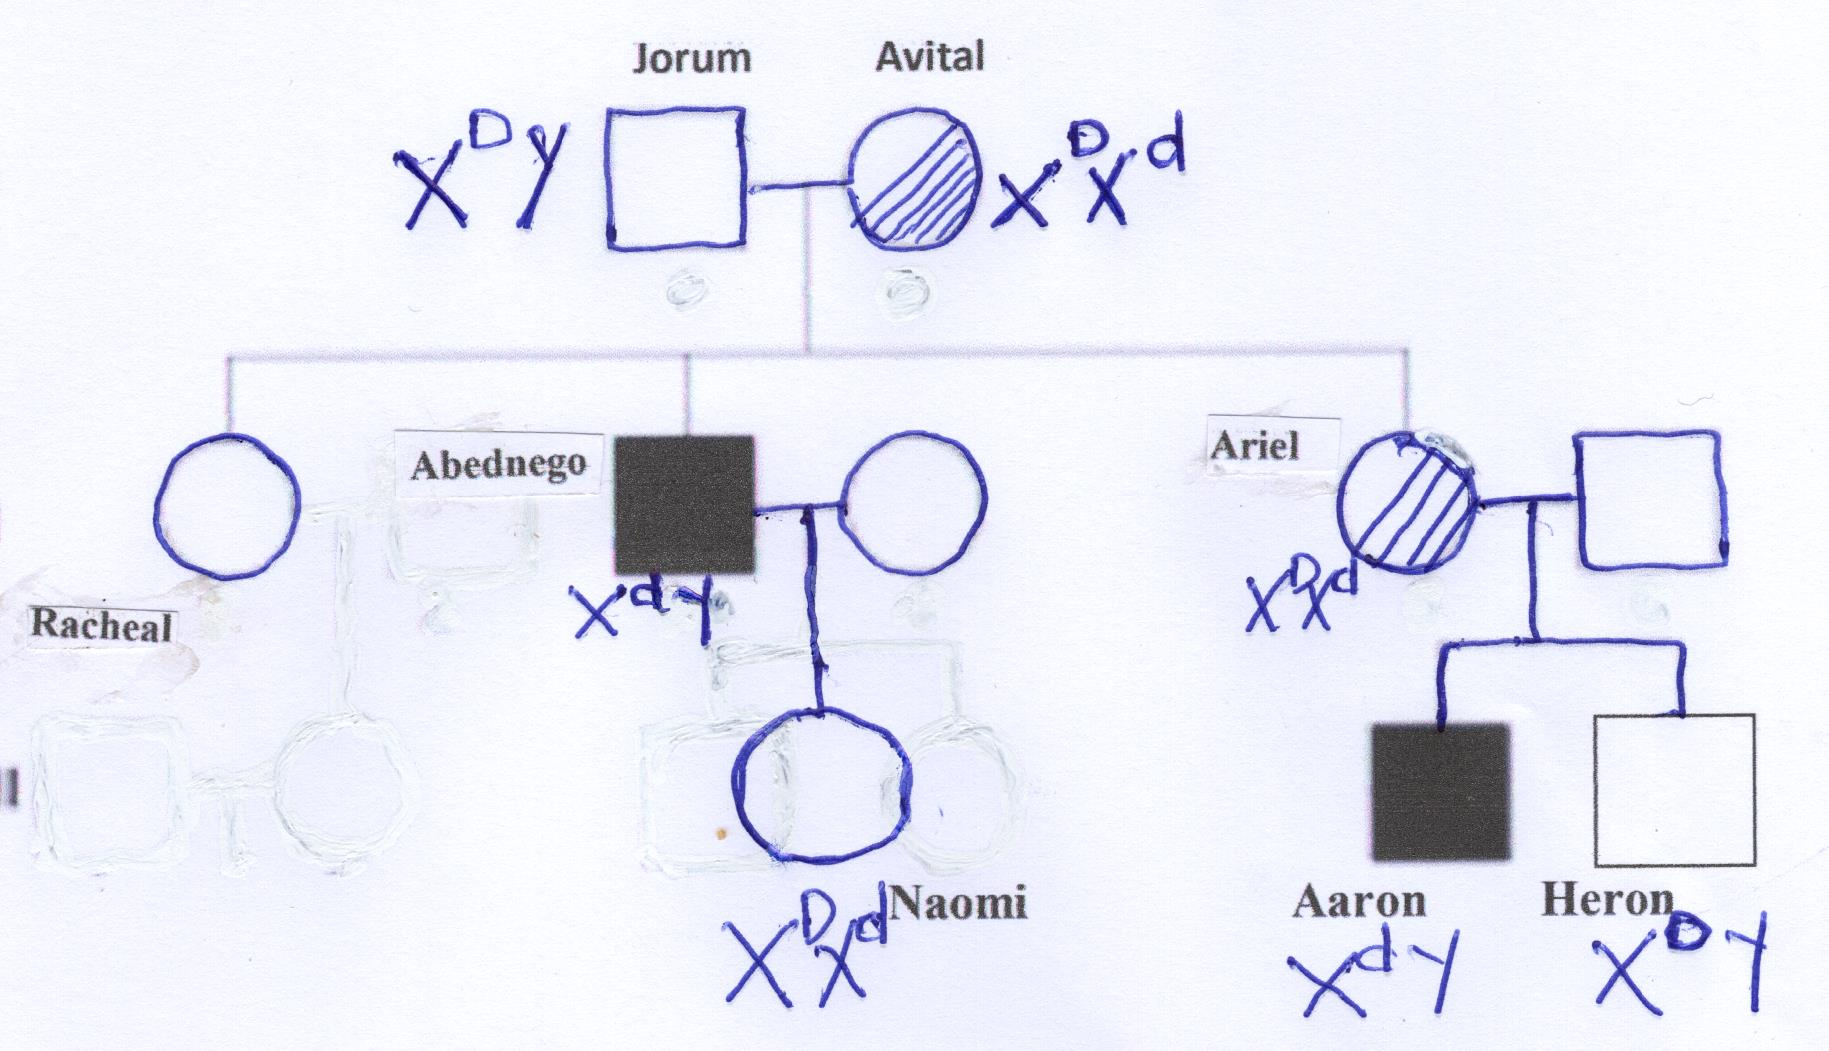 Jorum Avital
X^D y X^D X^d
Abednego Ariel
X^d y X^D X^d
Racheal
Naomi Aaron Heron
X^D X^d X^d y X^D y